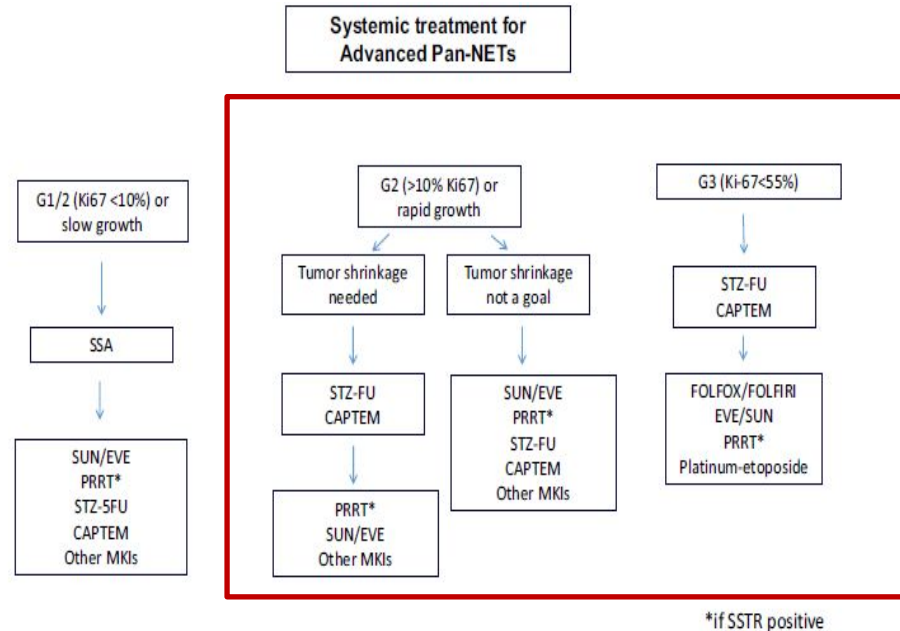 Systemic treatment for
Advanced Pan-NETs
G1/2 (Ki67 <10%) or
slow growth
SSA
SUN/EVE
PRRT*
STZ-5FU
CAPTEM
Other MKIs
G2 (>10% Ki67) or
rapid growth
Tumor shrinkage
needed
STZ-FU
CAPTEM
PRRT*
SUN/EVE
Other MKIs
Tumor shrinkage
not a goal
SUN/EVE
PRRT*
STZ-FU
CAPTEM
Other MKIs
G3 (Ki-67<55%)
STZ-FU
CAPTEM
FOLFOX/FOLFIRI
EVE/SUN
PRRT*
Platinum-etoposide
*if SSTR positive